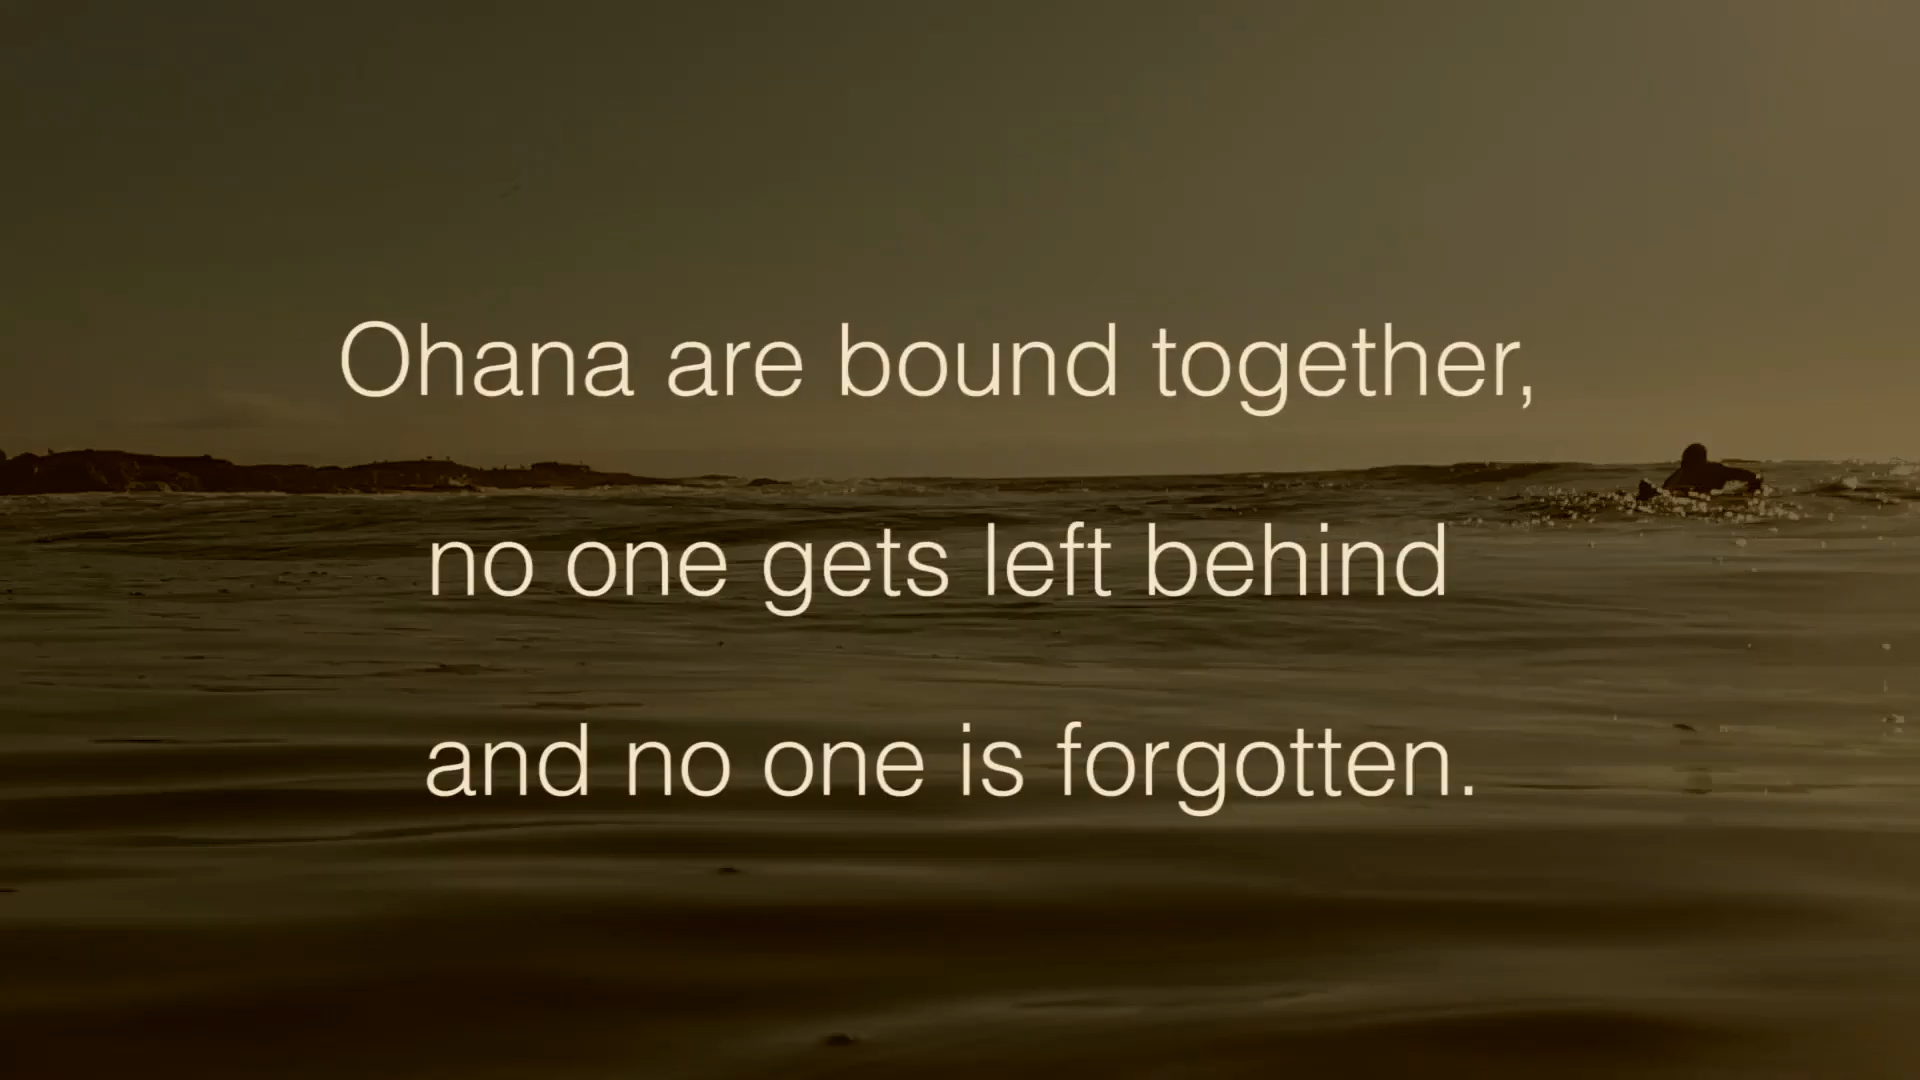 Ohana are bound together,
no one gets left behind
and no one is forgotten.